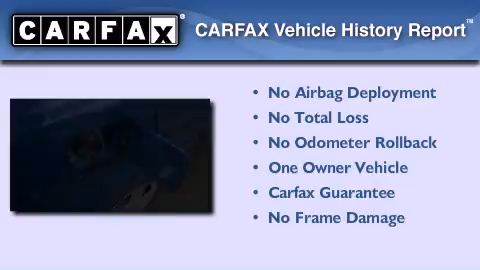 CARFAX® CARFAX Vehicle History Report™
No Airbag Deployment
No Total Loss
No Odometer Rollback
One Owner Vehicle
Carfax Guarantee
No Frame Damage